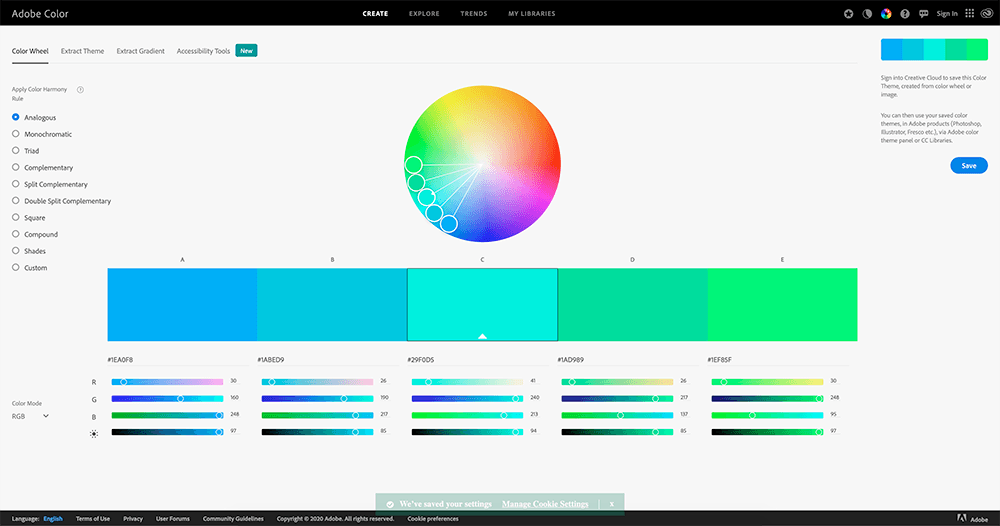 Adobe Color
CREATE EXPLORE TRENDS MY LIBRARIES
Sign In
Color Wheel Extract Theme Extract Gradient Accessibility Tools New
Apply Color Harmony
Rule
Analogous
Monochromatic
Triad
Complementary
Split Complementary
Double Split Complementary
Square
Compound
Shades
Custom
Sign into Creative Cloud to save this Color
Theme, created from color wheel or
image.
You can then use your saved color
themes, in Adobe products (Photoshop,
Illustrator, Fresco etc.), via Adobe color
theme panel or CC Libraries.
Save
A B C D E
#1EA0F8 #1ABED9 #29F0D5 #1AD989 #1EF85F
R 30 26 41 26 30
G 160 190 240 217 248
B 248 217 213 137 95
97 85 94 85 97
Color Mode
RGB
We've saved your settings Manage Cookie Settings | x
Language: English Terms of Use Privacy User Forums Community Guidelines Copyright © 2020 Adobe. All rights reserved. Cookie preferences Adobe